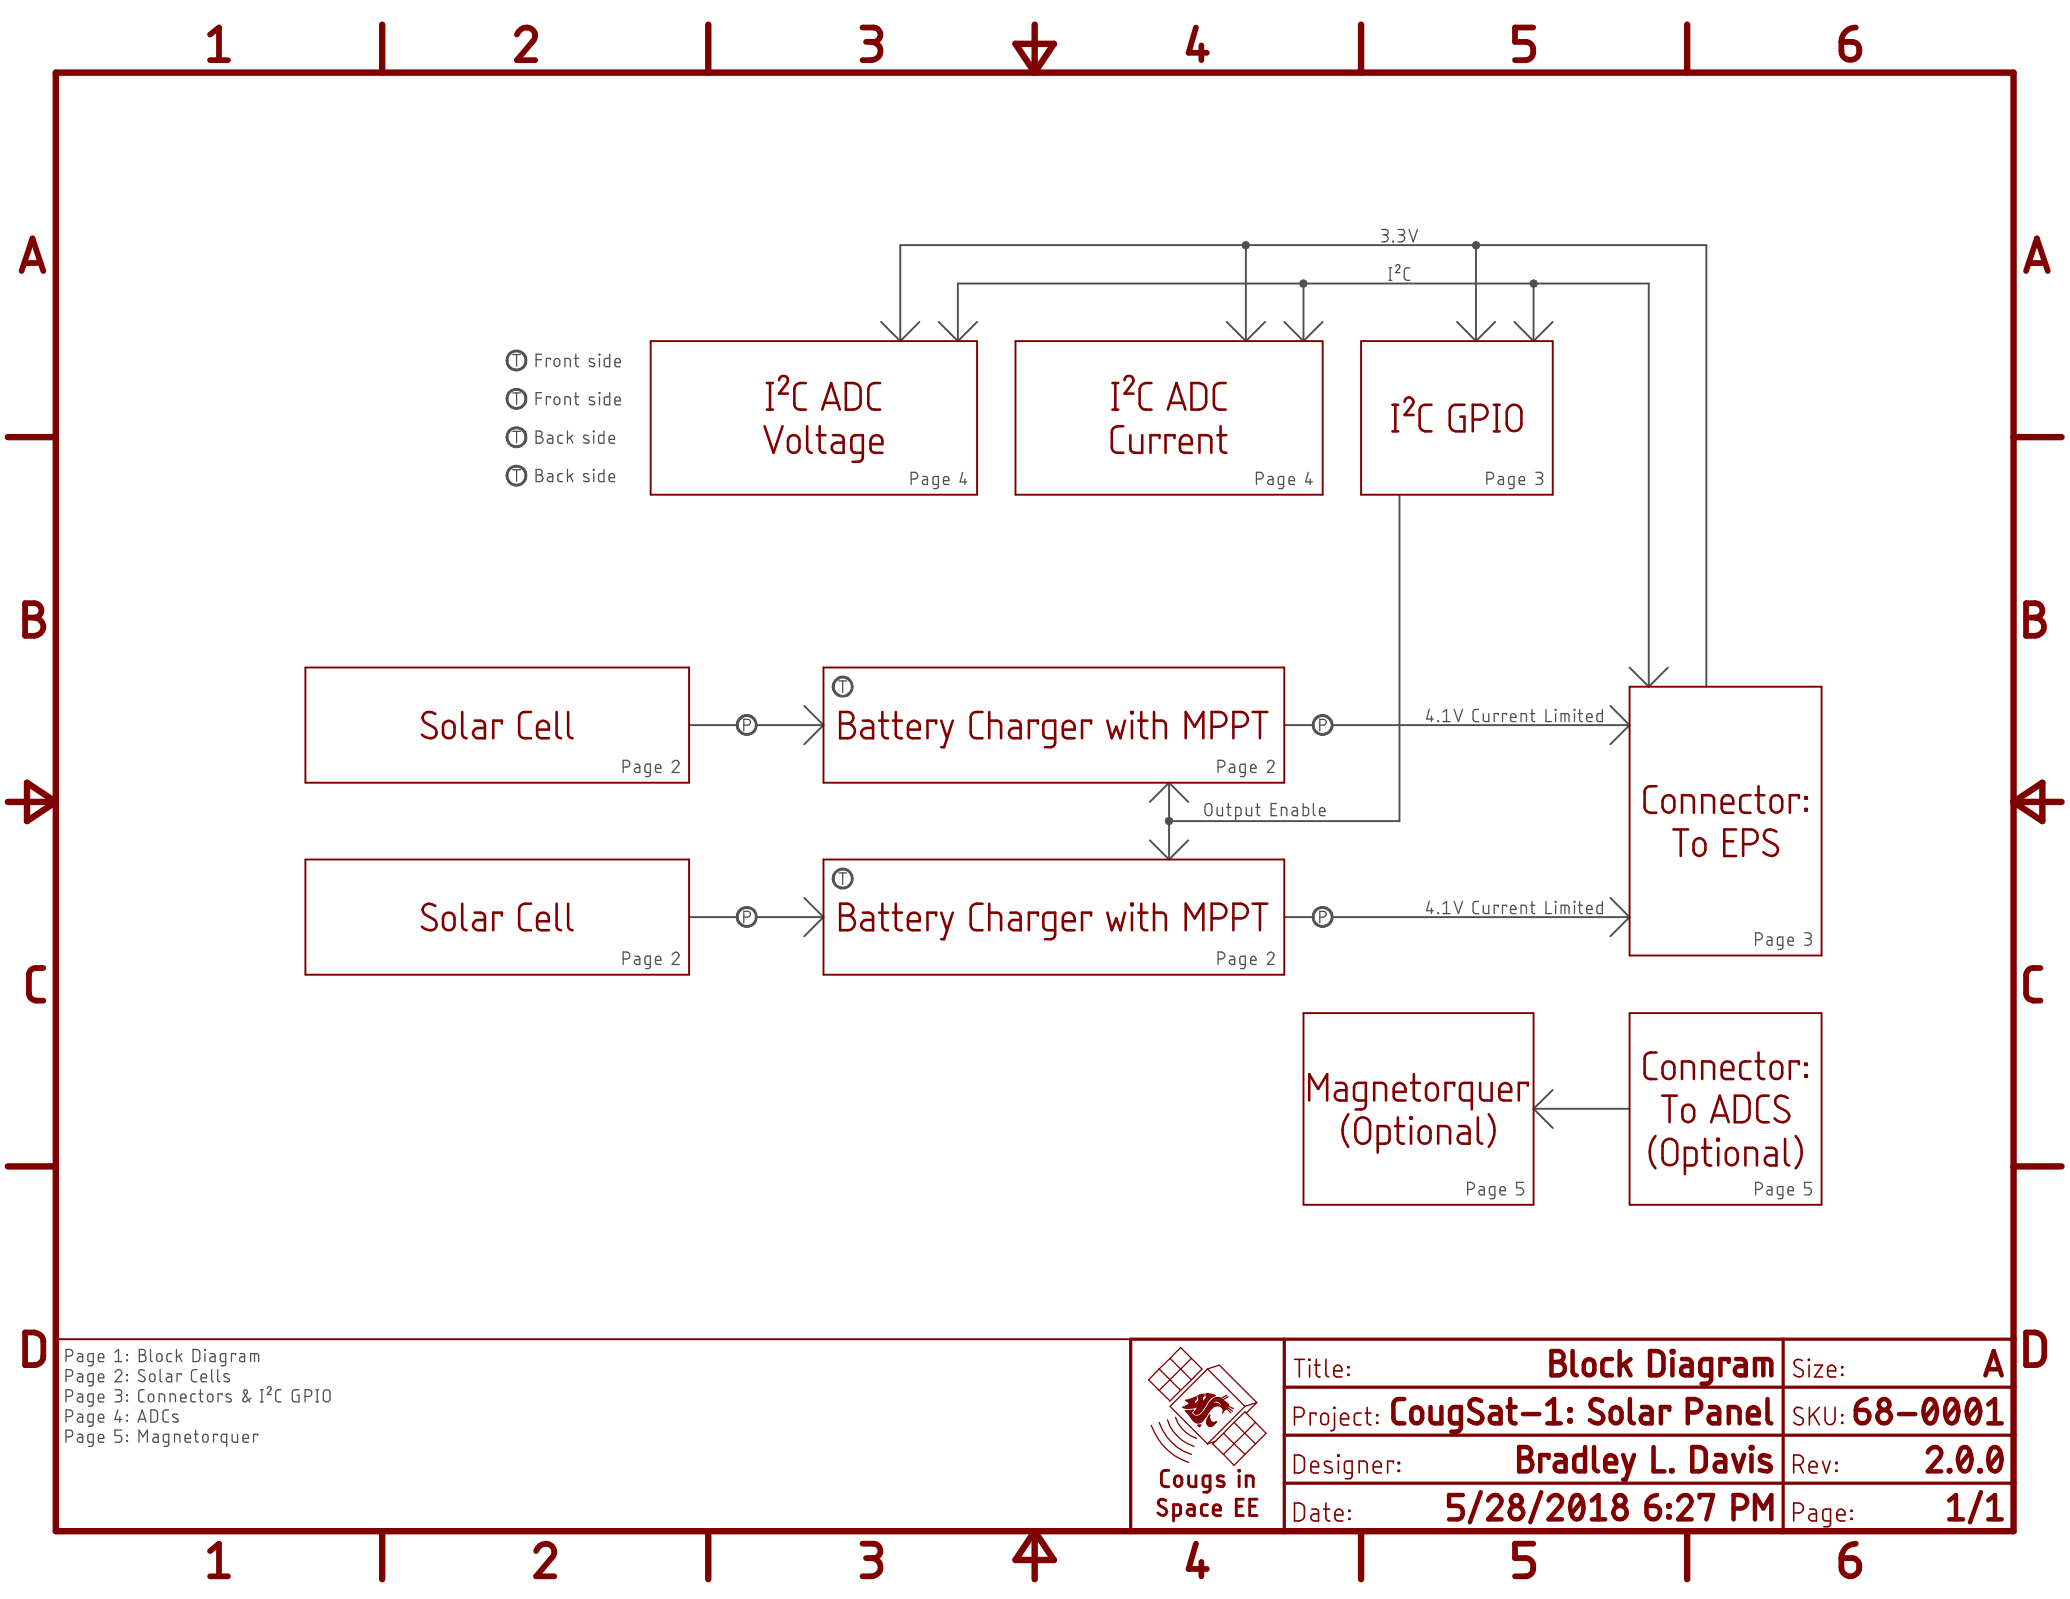 1 2 3 4 5 6
A A
3.3V
I²C
T Front side
T Front side
T Back side
T Back side
I²C ADC
Voltage
Page 4
I²C ADC
Current
Page 4
I²C GPIO
Page 3
B B
Solar Cell
Page 2
P
T
Battery Charger with MPPT
Page 2
P
4.1V Current Limited
Output Enable
Solar Cell
Page 2
P
T
Battery Charger with MPPT
Page 2
P
4.1V Current Limited
Connector:
To EPS
Page 3
C C
Magnetorquer
(Optional)
Page 5
Connector:
To ADCS
(Optional)
Page 5
D D
Page 1: Block Diagram
Page 2: Solar Cells
Page 3: Connectors & I²C GPIO
Page 4: ADCs
Page 5: Magnetorquer
Cougs in
Space EE
Title: Block Diagram Size: A
Project: CougSat-1: Solar Panel SKU: 68-0001
Designer: Bradley L. Davis Rev: 2.0.0
Date: 5/28/2018 6:27 PM Page: 1/1
1 2 3 4 5 6